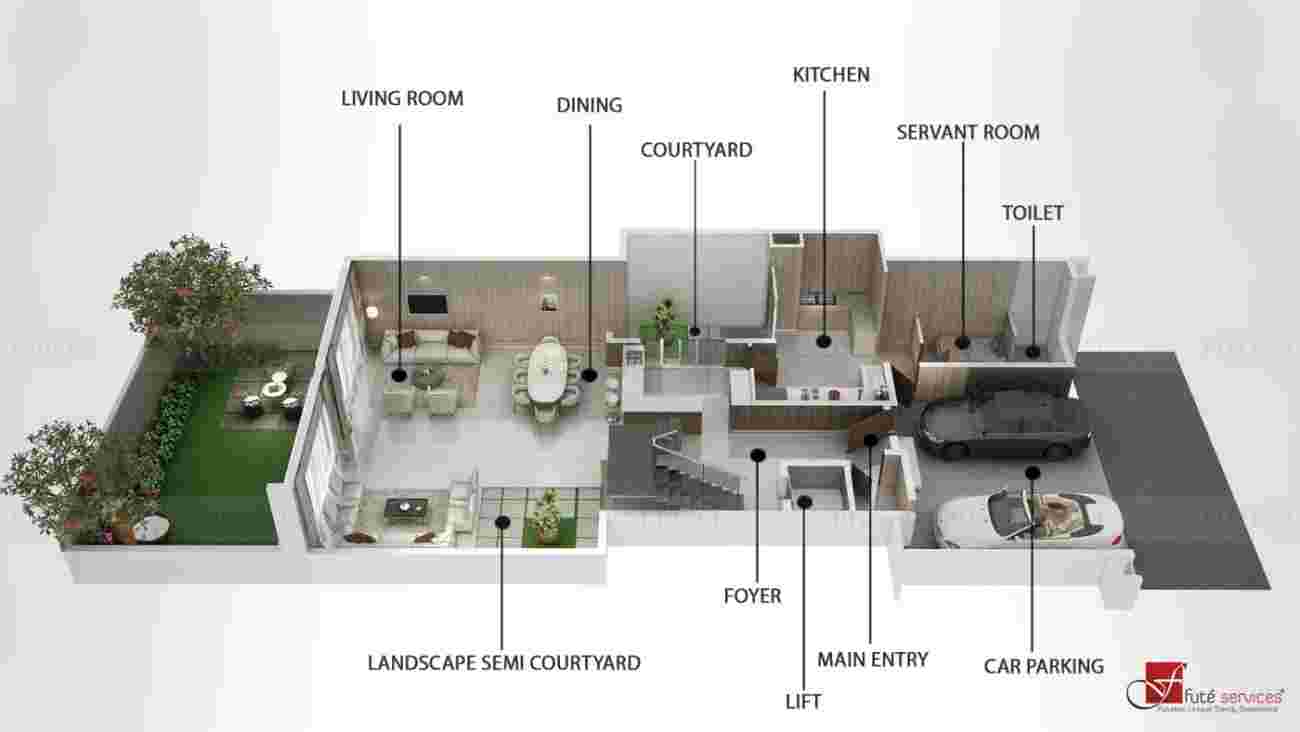 KITCHEN
LIVING ROOM
DINING
SERVANT ROOM
COURTYARD
TOILET
FOYER
MAIN ENTRY
LANDSCAPE SEMI COURTYARD
CAR PARKING
LIFT
futé services